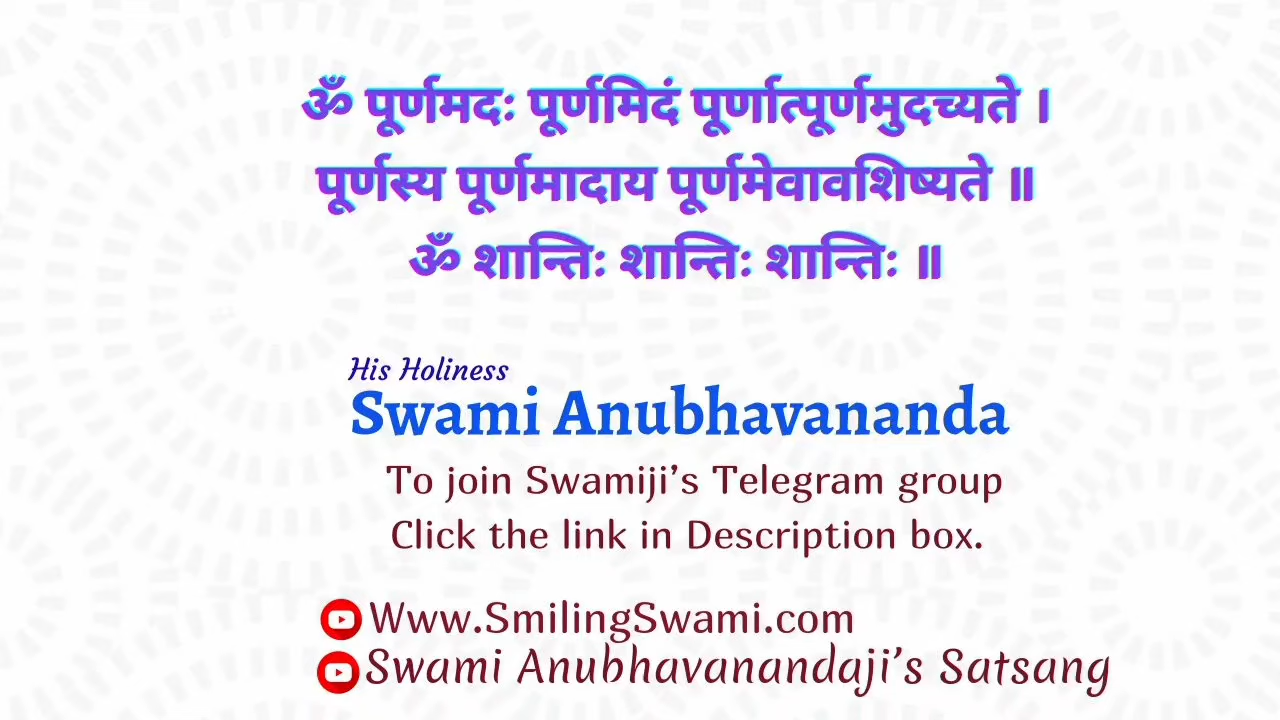 ॐ पूर्णमदः पूर्णमिदं पूर्णात्पूर्णमुदच्यते ।
पूर्णस्य पूर्णमादाय पूर्णमेवावशिष्यते ॥
ॐ शान्तिः शान्तिः शान्तिः ॥
His Holiness
Swami Anubhavananda
To join Swamiji's Telegram group
Click the link in Description box.
Www.SmilingSwami.com
Swami Anubhavanandaji's Satsang